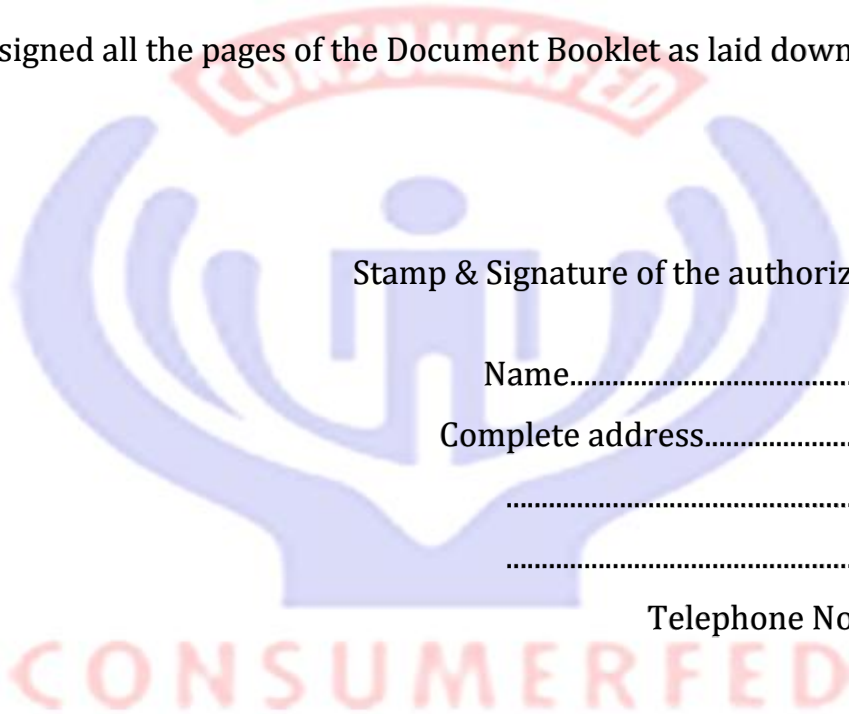 CONSUMERFED
signed all the pages of the Document Booklet as laid down
Stamp & Signature of the authoriz
Name......................................
Complete address.....................
................................................
................................................
Telephone No
CONSUMERFED